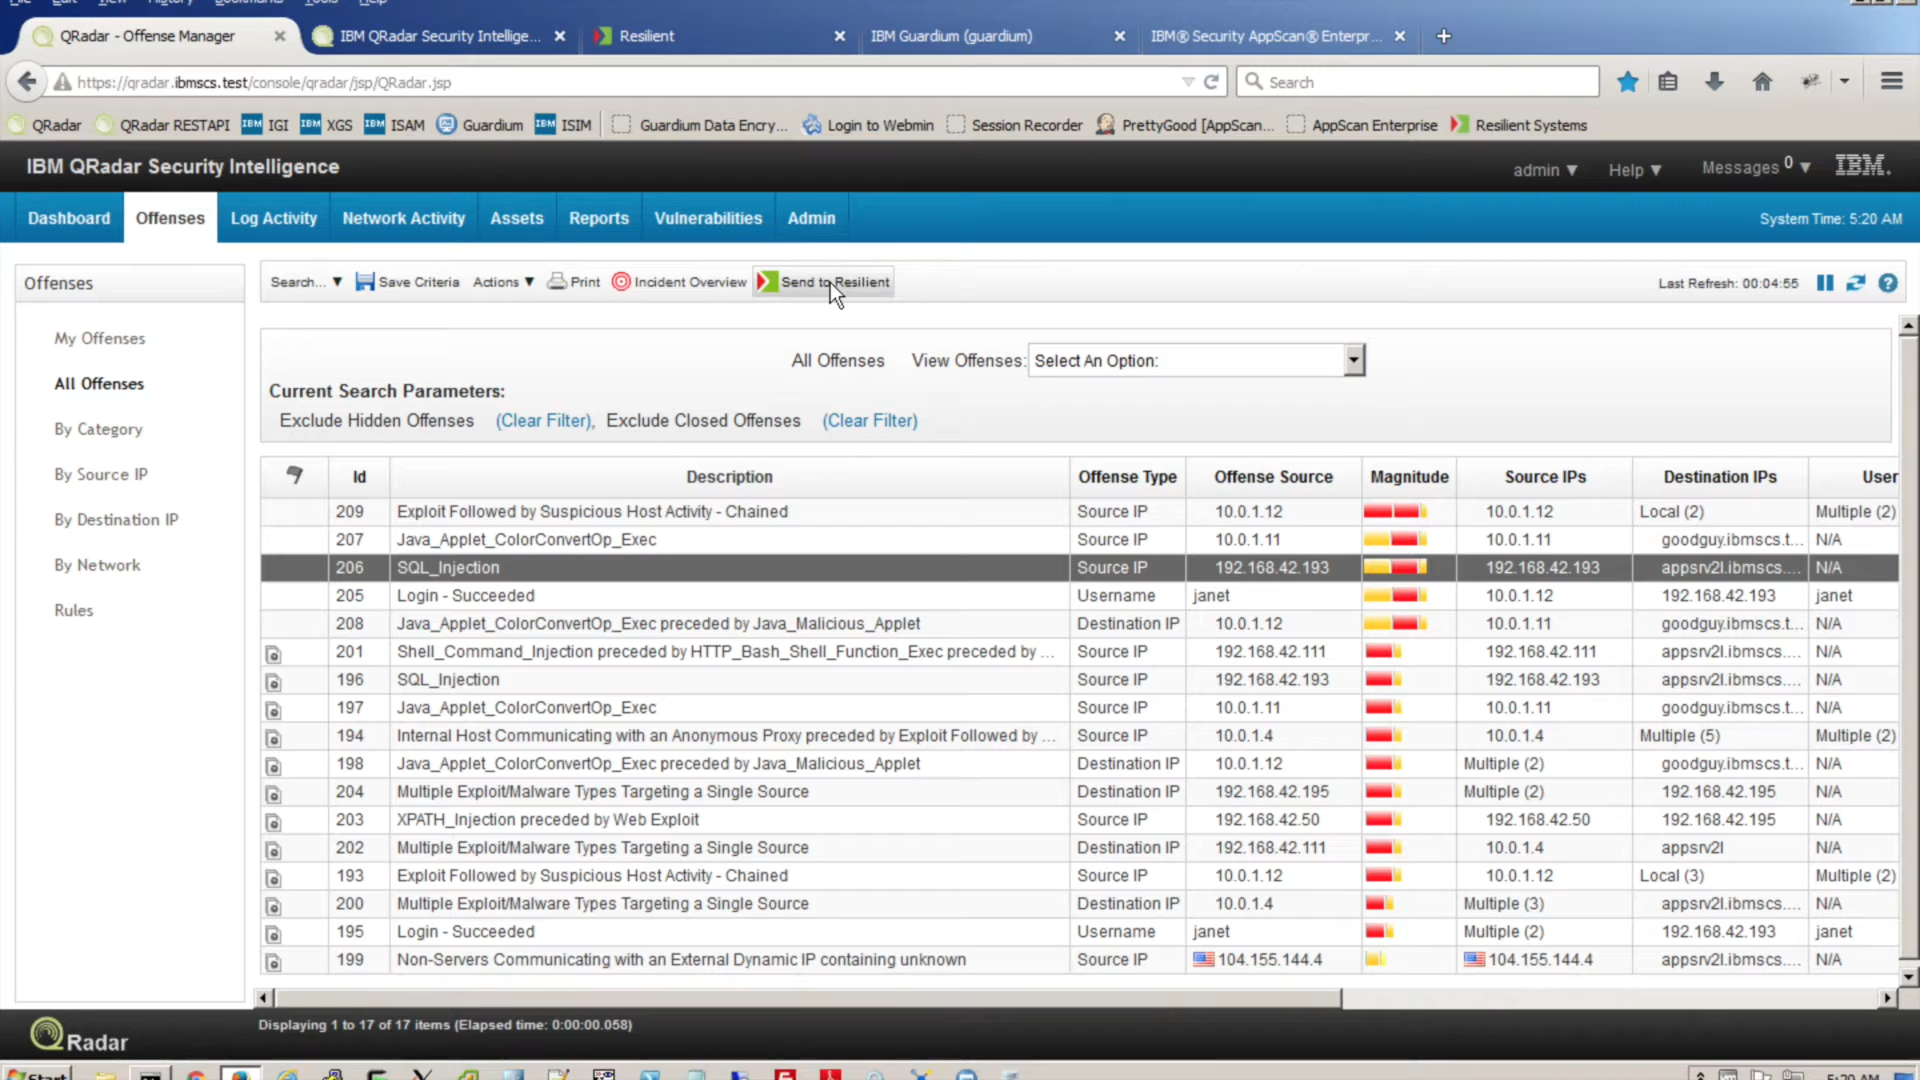 File Edit View History Bookmarks Tools Help
QRadar - Offense Manager
IBM QRadar Security Intellige...
Resilient
IBM Guardium (guardium)
IBM® Security AppScan® Enterpr...
https://qradar.ibmscs.test/console/qradar/jsp/QRadar.jsp
Search
QRadar QRadar RESTAPI IBM IGI IBM XGS IBM ISAM Guardium IBM ISIM Guardium Data Encry... Login to Webmin Session Recorder PrettyGood [AppScan... AppScan Enterprise Resilient Systems
IBM QRadar Security Intelligence
admin ▼ Help ▼ Messages 0 ▼ IBM.
Dashboard Offenses Log Activity Network Activity Assets Reports Vulnerabilities Admin System Time: 5:20 AM
Offenses
My Offenses
All Offenses
By Category
By Source IP
By Destination IP
By Network
Rules
Search... ▼ Save Criteria Actions ▼ Print Incident Overview Send to Resilient Last Refresh: 00:04:55
All Offenses View Offenses: Select An Option:
Current Search Parameters:
Exclude Hidden Offenses (Clear Filter), Exclude Closed Offenses (Clear Filter)
Id Description Offense Type Offense Source Magnitude Source IPs Destination IPs User
209 Exploit Followed by Suspicious Host Activity - Chained Source IP 10.0.1.12 10.0.1.12 Local (2) Multiple (2)
207 Java_Applet_ColorConvertOp_Exec Source IP 10.0.1.11 10.0.1.11 goodguy.ibmscs.t... N/A
206 SQL_Injection Source IP 192.168.42.193 192.168.42.193 appsrv2l.ibmscs.... N/A
205 Login - Succeeded Username janet 10.0.1.12 192.168.42.193 janet
208 Java_Applet_ColorConvertOp_Exec preceded by Java_Malicious_Applet Destination IP 10.0.1.12 10.0.1.11 goodguy.ibmscs.t... N/A
201 Shell_Command_Injection preceded by HTTP_Bash_Shell_Function_Exec preceded by ... Source IP 192.168.42.111 192.168.42.111 appsrv2l.ibmscs.... N/A
196 SQL_Injection Source IP 192.168.42.193 192.168.42.193 appsrv2l.ibmscs.... N/A
197 Java_Applet_ColorConvertOp_Exec Source IP 10.0.1.11 10.0.1.11 goodguy.ibmscs.t... N/A
194 Internal Host Communicating with an Anonymous Proxy preceded by Exploit Followed by ... Source IP 10.0.1.4 10.0.1.4 Multiple (5) Multiple (2)
198 Java_Applet_ColorConvertOp_Exec preceded by Java_Malicious_Applet Destination IP 10.0.1.12 Multiple (2) goodguy.ibmscs.t... N/A
204 Multiple Exploit/Malware Types Targeting a Single Source Destination IP 192.168.42.195 Multiple (2) 192.168.42.195 N/A
203 XPATH_Injection preceded by Web Exploit Source IP 192.168.42.50 192.168.42.50 192.168.42.195 N/A
202 Multiple Exploit/Malware Types Targeting a Single Source Destination IP 192.168.42.111 10.0.1.4 appsrv2l N/A
193 Exploit Followed by Suspicious Host Activity - Chained Source IP 10.0.1.12 10.0.1.12 Local (3) Multiple (2)
200 Multiple Exploit/Malware Types Targeting a Single Source Destination IP 10.0.1.4 Multiple (3) appsrv2l.ibmscs.... N/A
195 Login - Succeeded Username janet Multiple (2) 192.168.42.193 janet
199 Non-Servers Communicating with an External Dynamic IP containing unknown Source IP 104.155.144.4 104.155.144.4 appsrv2l.ibmscs.... N/A
Displaying 1 to 17 of 17 items (Elapsed time: 0:00:00.058)
QRadar
Start 5:20 AM